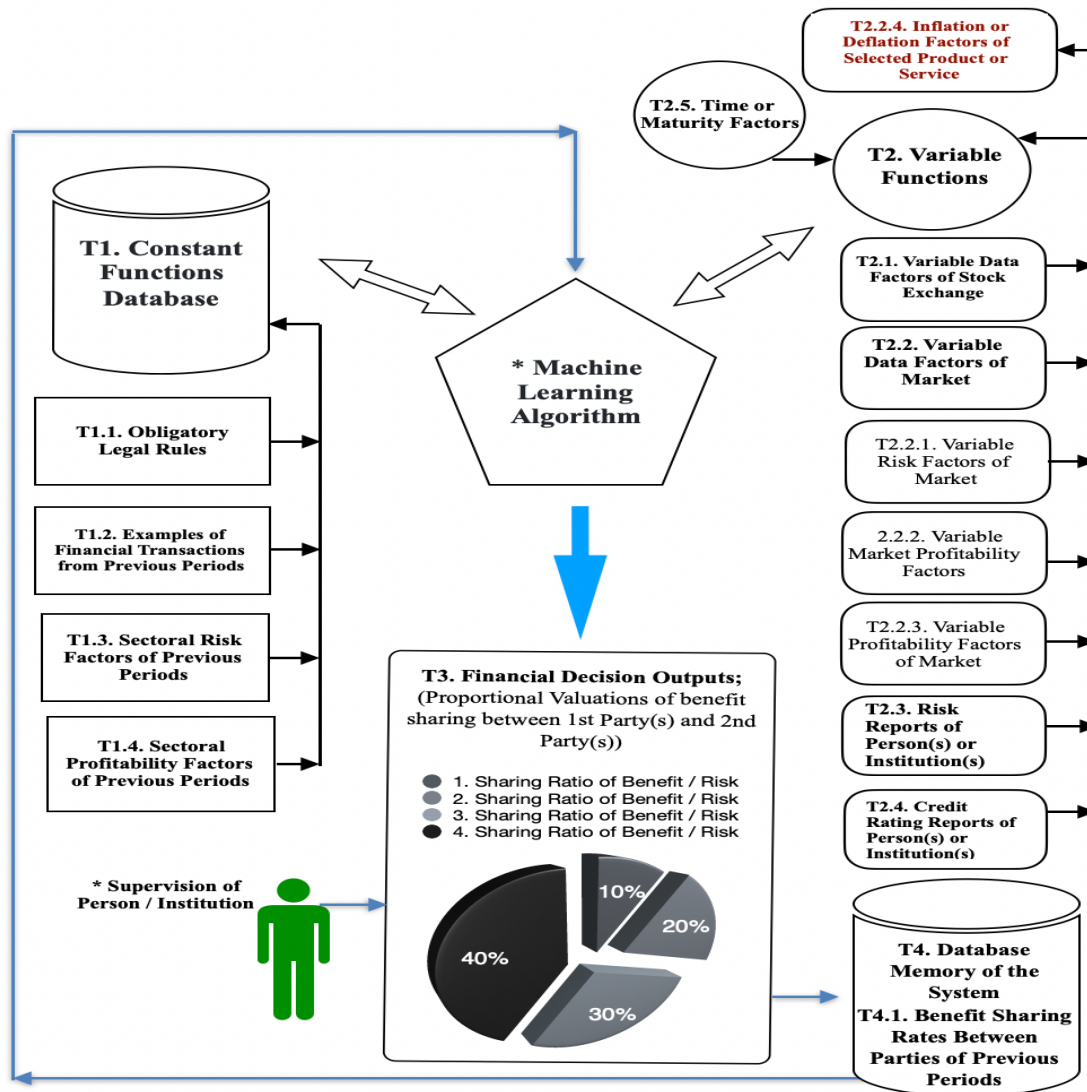 T2.2.4. Inflation or
Deflation Factors of
Selected Product or
Service
T2.5. Time or
Maturity Factors
T2. Variable
Functions
T1. Constant
Functions
Database
T2.1. Variable Data
Factors of Stock
Exchange
* Machine
Learning
Algorithm
T2.2. Variable
Data Factors of
Market
T1.1. Obligatory
Legal Rules
T2.2.1. Variable
Risk Factors of
Market
T1.2. Examples of
Financial Transactions
from Previous Periods
2.2.2. Variable
Market Profitability
Factors
T1.3. Sectoral Risk
Factors of Previous
Periods
T2.2.3. Variable
Profitability Factors
of Market
T1.4. Sectoral
Profitability Factors
of Previous Periods
T3. Financial Decision Outputs;
(Proportional Valuations of benefit
sharing between 1st Party(s) and 2nd
Party(s))
1. Sharing Ratio of Benefit / Risk
2. Sharing Ratio of Benefit / Risk
3. Sharing Ratio of Benefit / Risk
4. Sharing Ratio of Benefit / Risk
10%
20%
30%
40%
T2.3. Risk
Reports of
Person(s) or
Institution(s)
T2.4. Credit
Rating Reports of
Person(s) or
Institution(s)
* Supervision of
Person / Institution
T4. Database
Memory of the
System
T4.1. Benefit Sharing
Rates Between
Parties of Previous
Periods